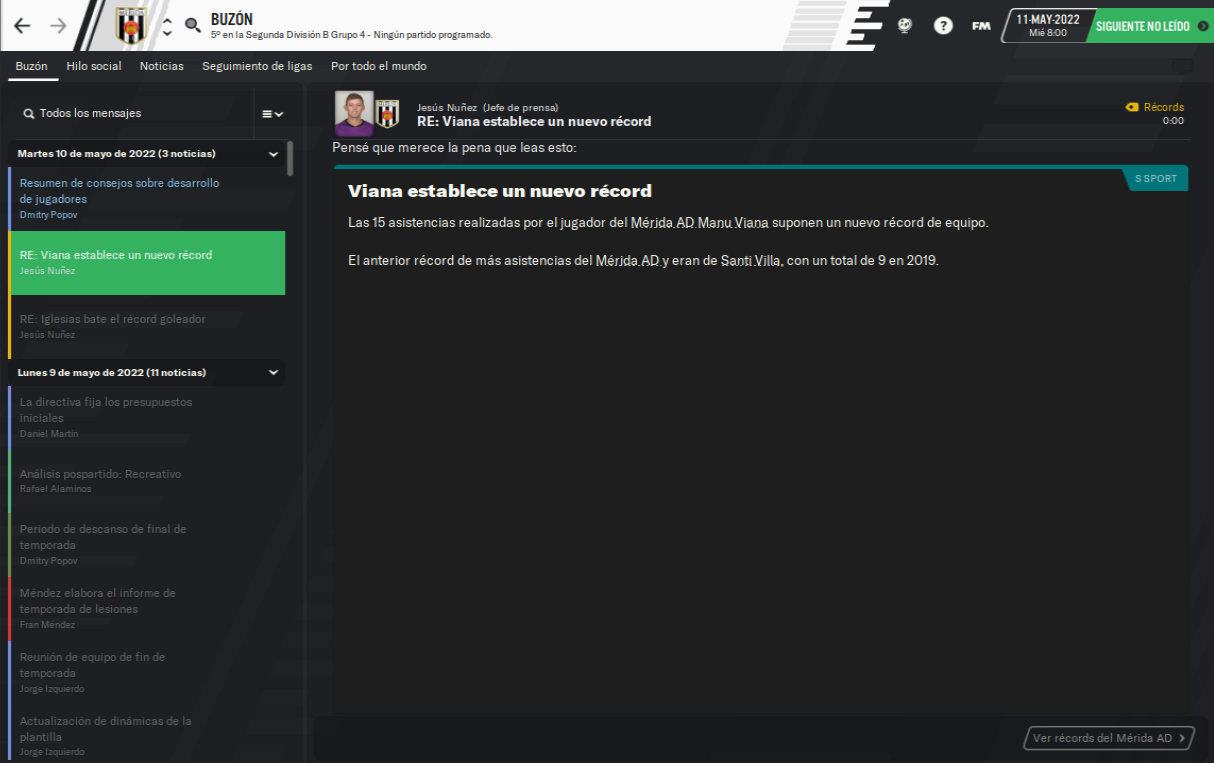 BUZÓN
5º en la Segunda División B Grupo 4 - Ningún partido programado.
?
FM
11-MAY-2022
Mié 8:00
SIGUIENTE NO LEÍDO
Buzón Hilo social Noticias Seguimiento de ligas Por todo el mundo
Todos los mensajes
Martes 10 de mayo de 2022 (3 noticias)
Resumen de consejos sobre desarrollo
de jugadores
Dmitry Popov
RE: Viana establece un nuevo récord
Jesús Nuñez
RE: Iglesias bate el récord goleador
Jesús Nuñez
Lunes 9 de mayo de 2022 (11 noticias)
La directiva fija los presupuestos
iniciales
Daniel Martín
Análisis pospartido: Recreativo
Rafael Alaminos
Periodo de descanso de final de
temporada
Dmitry Popov
Méndez elabora el informe de
temporada de lesiones
Fran Méndez
Reunión de equipo de fin de
temporada
Jorge Izquierdo
Actualización de dinámicas de la
plantilla
Jorge Izquierdo
Jesús Nuñez (Jefe de prensa)
RE: Viana establece un nuevo récord
Récords
0:00
Pensé que merece la pena que leas esto:
S SPORT
Viana establece un nuevo récord
Las 15 asistencias realizadas por el jugador del Mérida AD Manu Viana suponen un nuevo récord de equipo.
El anterior récord de más asistencias del Mérida AD y eran de Santi Villa, con un total de 9 en 2019.
Ver récords del Mérida AD